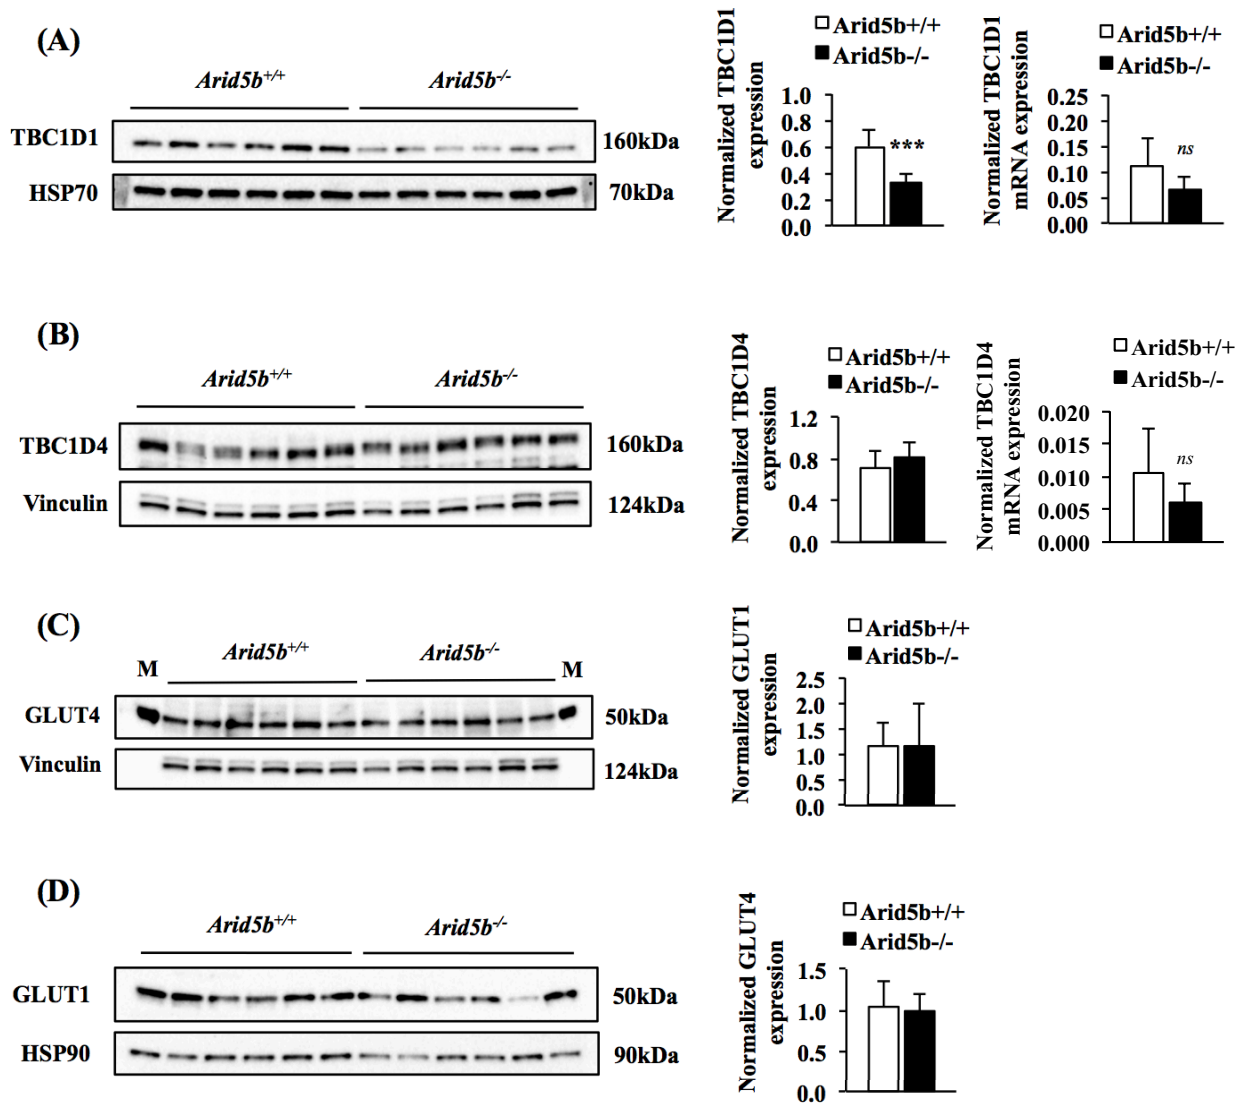 (A)
Arid5b+/+ Arid5b-/-
TBC1D1 160kDa
HSP70 70kDa
Normalized TBC1D1
expression
Arid5b+/+
Arid5b-/-
1.0
0.8
0.6
0.4
0.2
0.0
***
Normalized TBC1D1
mRNA expression
Arid5b+/+
Arid5b-/-
0.25
0.20
0.15
0.10
0.05
0.00
ns
(B)
Arid5b+/+ Arid5b-/-
TBC1D4 160kDa
Vinculin 124kDa
Normalized TBC1D4
expression
Arid5b+/+
Arid5b-/-
1.2
0.8
0.4
0.0
Normalized TBC1D4
mRNA expression
Arid5b+/+
Arid5b-/-
0.020
0.015
0.010
0.005
0.000
ns
(C)
M Arid5b+/+ Arid5b-/- M
GLUT4 50kDa
Vinculin 124kDa
Normalized GLUT1
expression
Arid5b+/+
Arid5b-/-
2.5
2.0
1.5
1.0
0.5
0.0
(D)
Arid5b+/+ Arid5b-/-
GLUT1 50kDa
HSP90 90kDa
Normalized GLUT4
expression
Arid5b+/+
Arid5b-/-
1.5
1.0
0.5
0.0